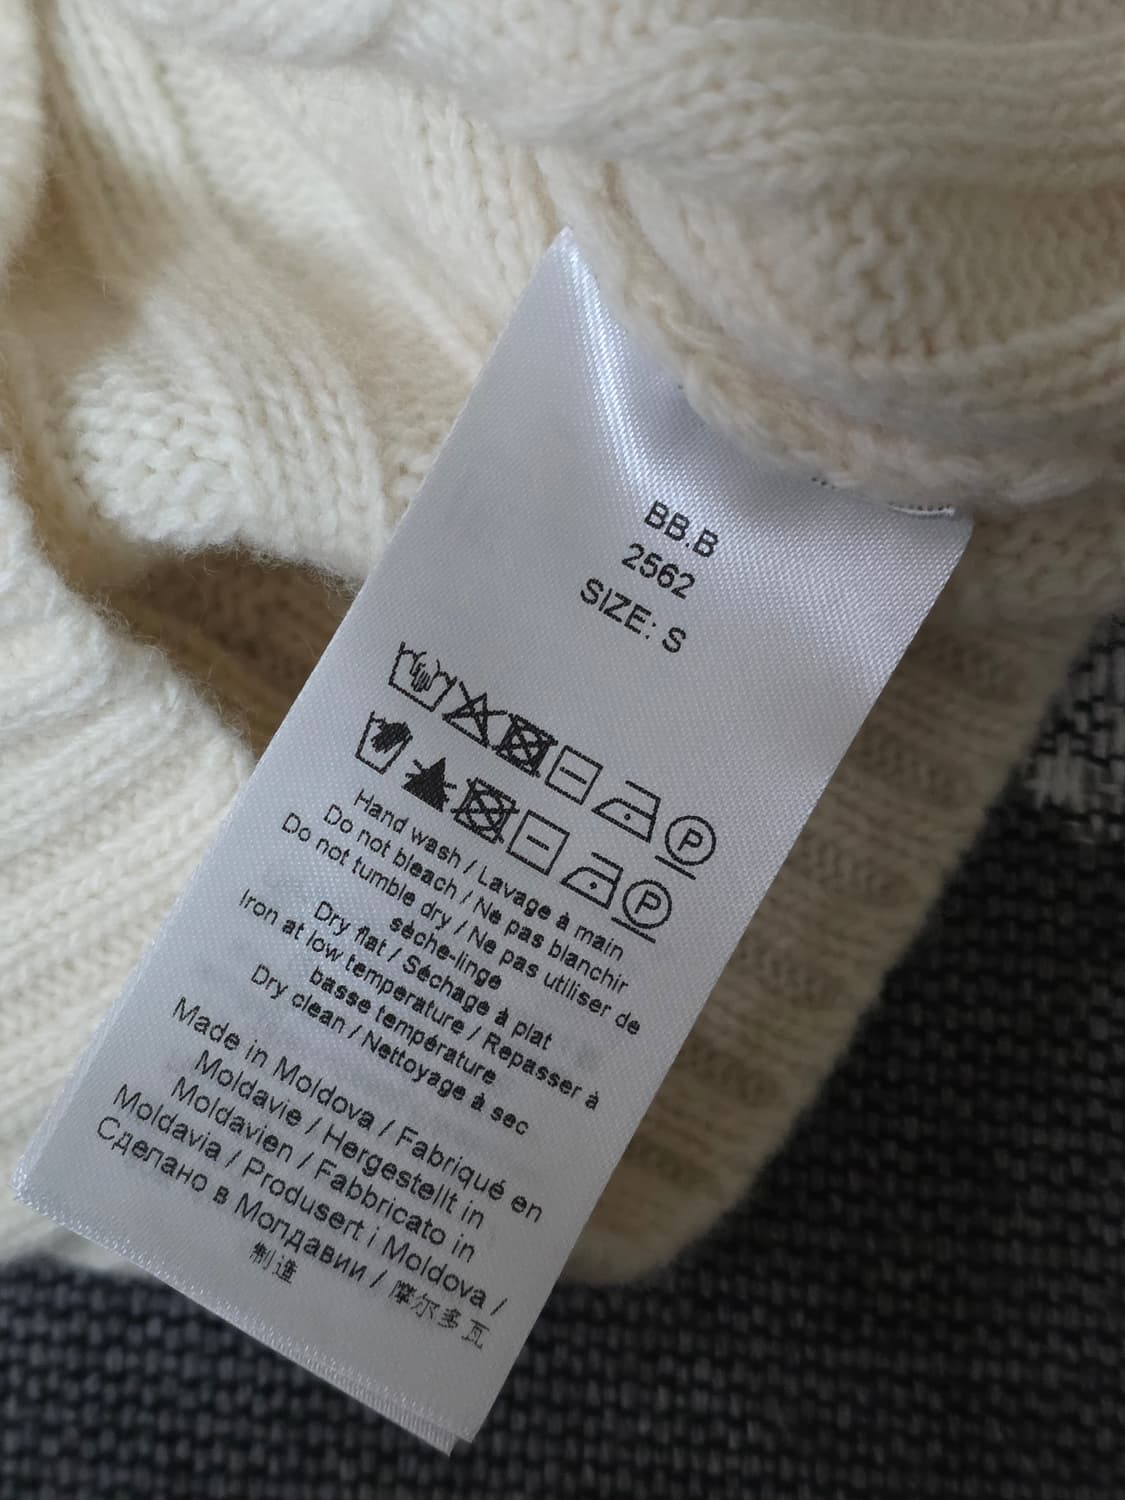 BB.B
2562
SIZE: S
P
P
Hand wash / Lavage à main
Do not bleach / Ne pas blanchir
Do not tumble dry / Ne pas utiliser de
sèche-linge
Dry flat / Séchage à plat
Iron at low temperature / Repasser à
basse température
Dry clean / Nettoyage à sec
Made in Moldova / Fabriqué en
Moldavie / Hergestellt in
Moldavien / Fabbricato in
Moldavia / Produsert i Moldova /
Сделано в Молдавии / 摩尔多瓦
制造